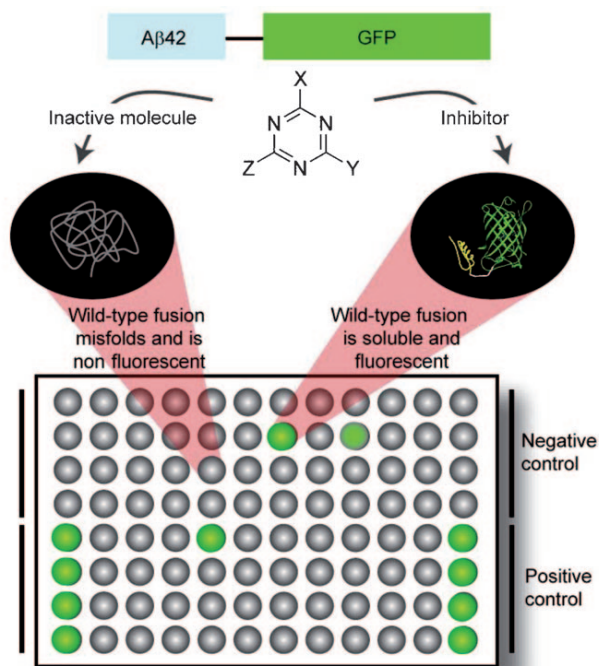 Aβ42
GFP
X
Inactive molecule
Inhibitor
N
N
Z
N
Y
Wild-type fusion
misfolds and is
non fluorescent
Wild-type fusion
is soluble and
fluorescent
Negative
control
Positive
control